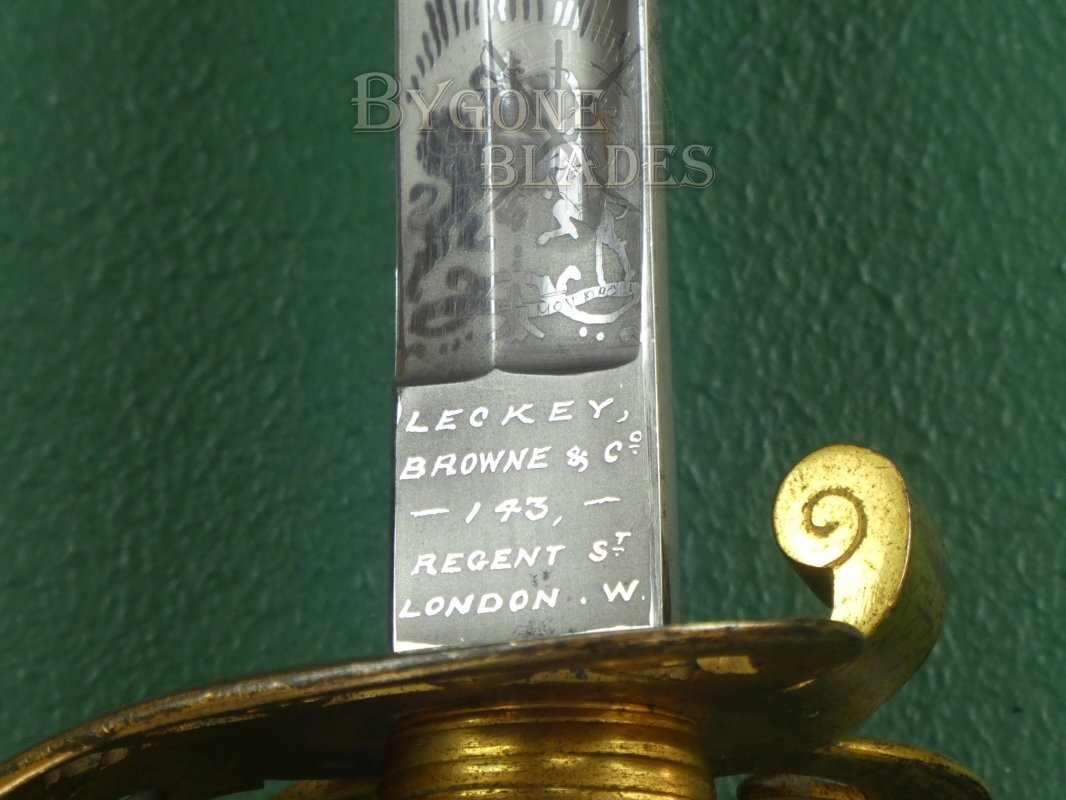 BYGONE
BLADES
LECKEY,
BROWNE & Cº
— 143, —
REGENT Sᵀ
LONDON . W.